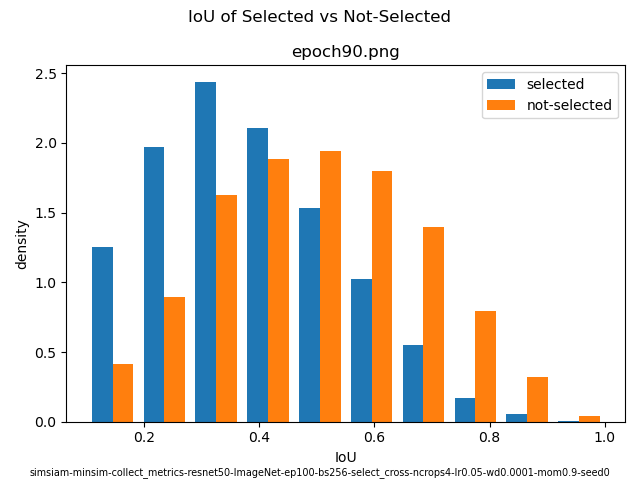 IoU of Selected vs Not-Selected
epoch90.png
selected
not-selected
density
2.5
2.0
1.5
1.0
0.5
0.0
0.2 0.4 0.6 0.8 1.0
IoU
simsiam-minsim-collect_metrics-resnet50-ImageNet-ep100-bs256-select_cross-ncrops4-lr0.05-wd0.0001-mom0.9-seed0